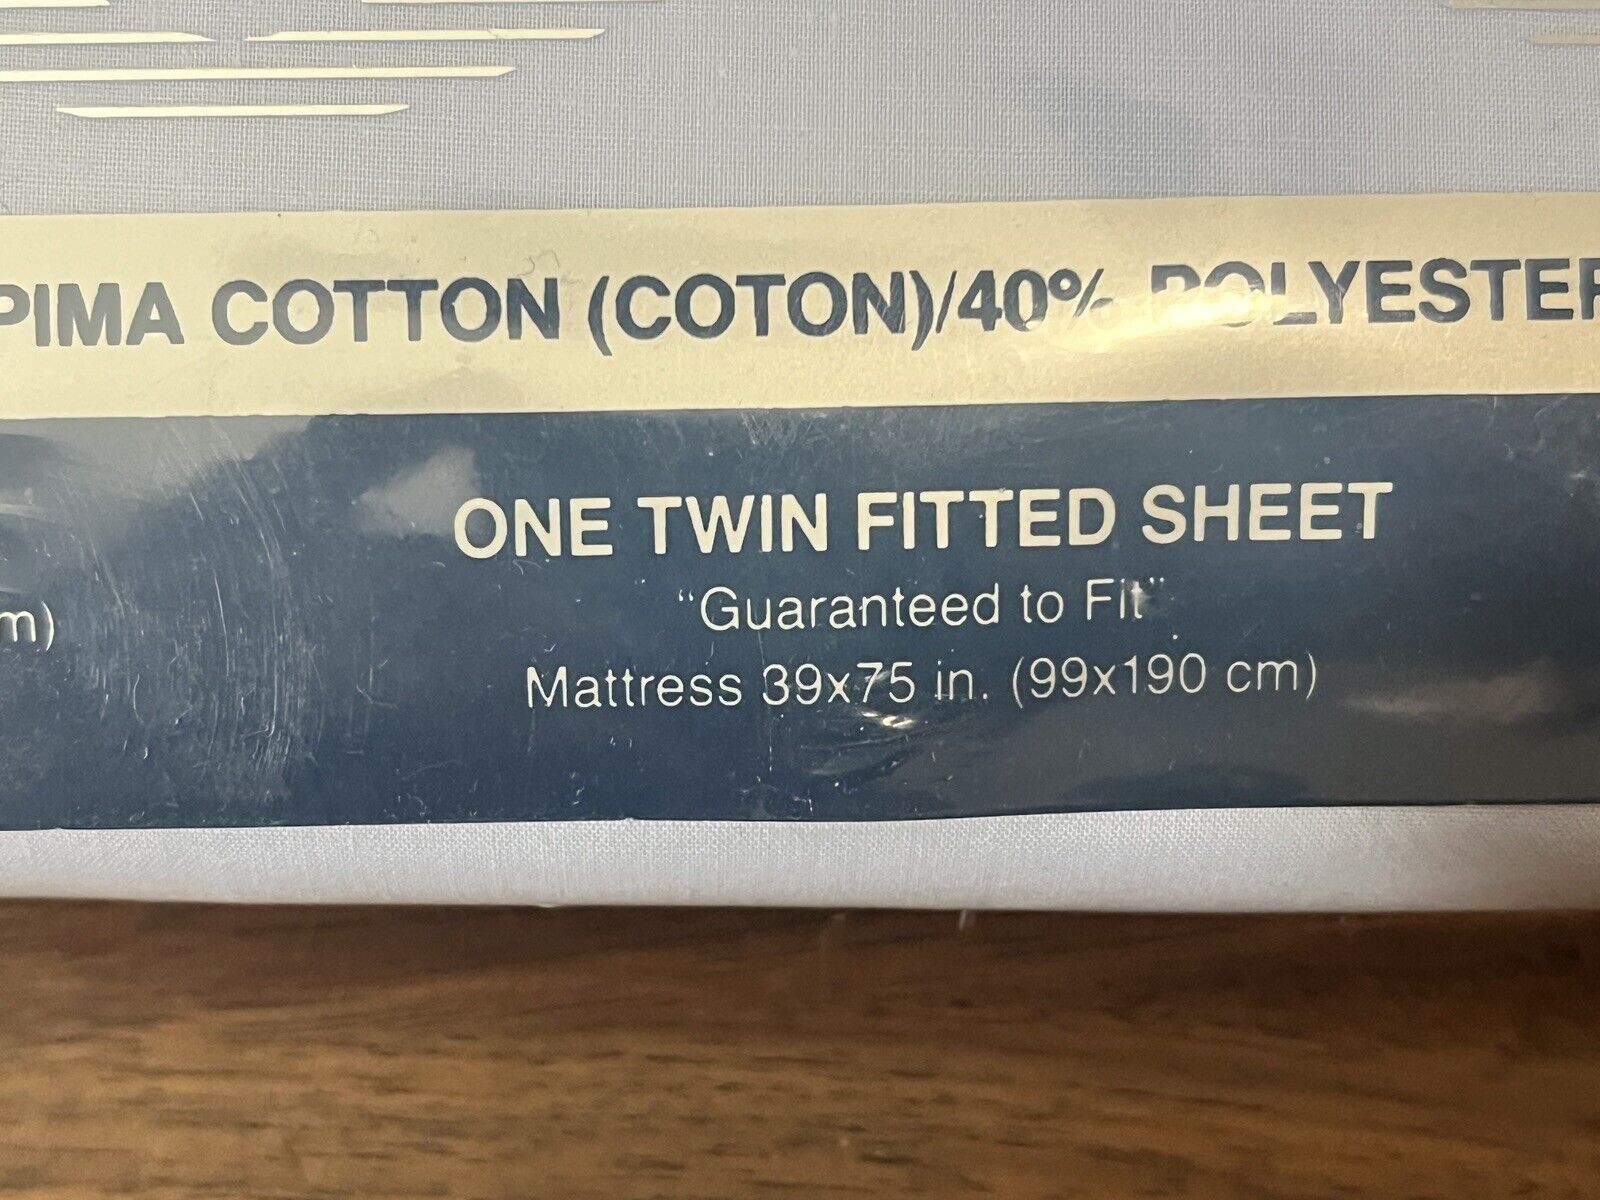 PIMA COTTON (COTON)/40% POLYESTER
ONE TWIN FITTED SHEET
"Guaranteed to Fit"
m)
Mattress 39x75 in. (99x190 cm)